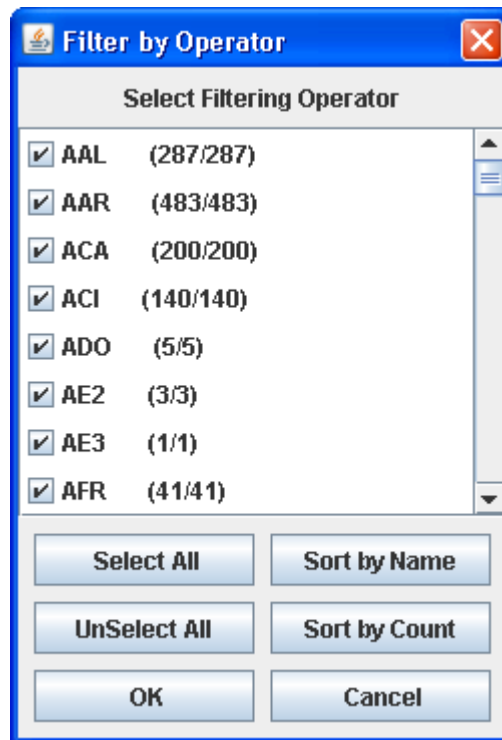 Filter by Operator
Select Filtering Operator
AAL (287/287)
AAR (483/483)
ACA (200/200)
ACI (140/140)
ADO (5/5)
AE2 (3/3)
AE3 (1/1)
AFR (41/41)
Select All Sort by Name
UnSelect All Sort by Count
OK Cancel